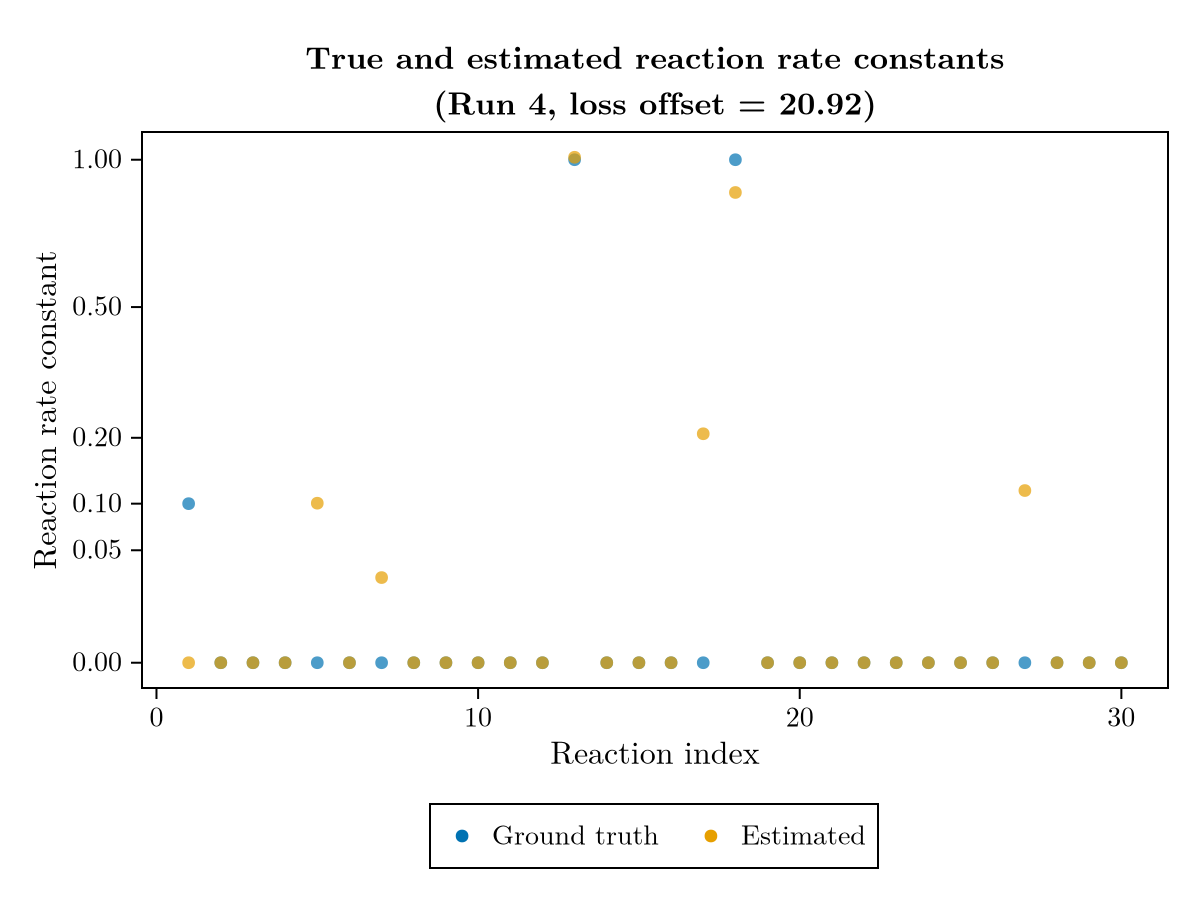 True and estimated reaction rate constants
(Run 4, loss offset = 20.92)
Reaction rate constant
1.00
0.50
0.20
0.10
0.05
0.00
0 10 20 30
Reaction index
Ground truth Estimated